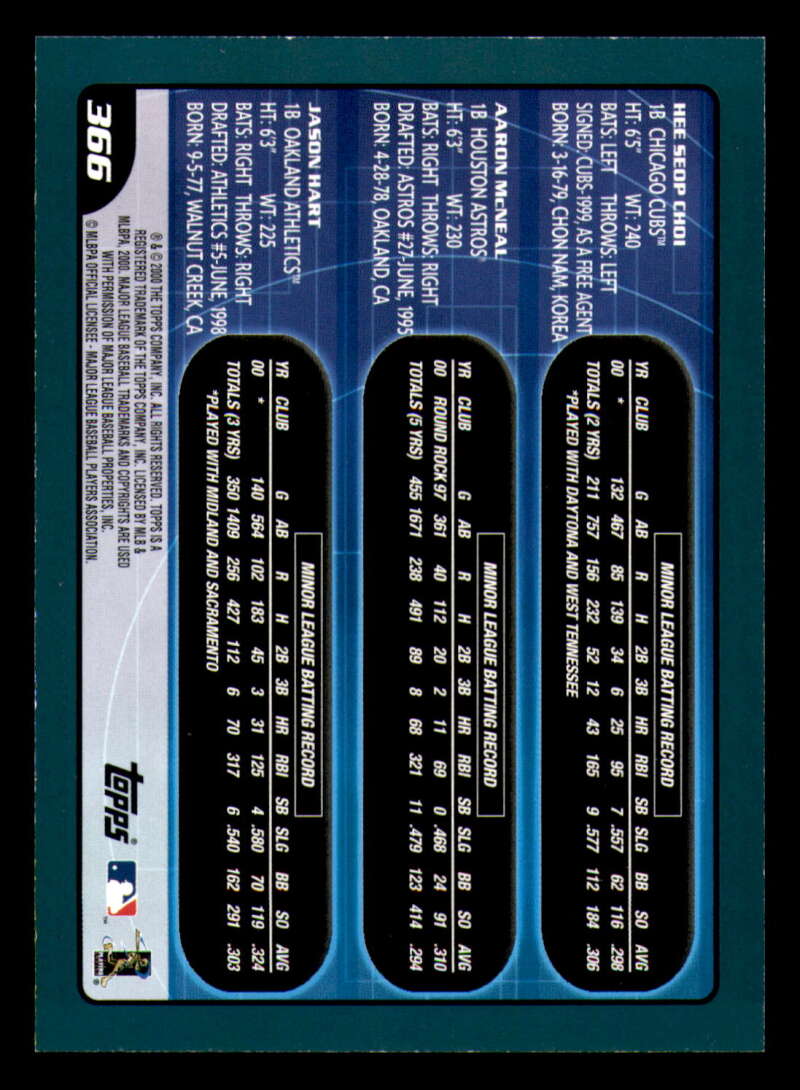 HEE SEOP CHOI
1B CHICAGO CUBS™
HT: 6'5" WT: 240
BATS: LEFT THROWS: LEFT
SIGNED: CUBS-1999, AS A FREE AGENT
BORN: 3-16-79, CHON NAM, KOREA
MINOR LEAGUE BATTING RECORD
YR CLUB G AB R H 2B 3B HR RBI SB SLG BB SO AVG
00 * 132 467 85 139 34 6 25 95 7 .557 62 116 .298
TOTALS (2 YRS) 211 757 156 232 52 12 43 165 9 .577 112 184 .306
*PLAYED WITH DAYTONA AND WEST TENNESSEE
AARON McNEAL
1B HOUSTON ASTROS®
HT: 6'3" WT: 230
BATS: RIGHT THROWS: RIGHT
DRAFTED: ASTROS #27-JUNE, 1995
BORN: 4-28-78, OAKLAND, CA
MINOR LEAGUE BATTING RECORD
YR CLUB G AB R H 2B 3B HR RBI SB SLG BB SO AVG
00 ROUND ROCK 97 361 40 112 20 2 11 69 0 .468 24 91 .310
TOTALS (5 YRS) 455 1671 238 491 89 8 68 321 11 .479 123 414 .294
JASON HART
1B OAKLAND ATHLETICS™
HT: 6'3" WT: 225
BATS: RIGHT THROWS: RIGHT
DRAFTED: ATHLETICS #5-JUNE, 1998
BORN: 9-5-77, WALNUT CREEK, CA
MINOR LEAGUE BATTING RECORD
YR CLUB G AB R H 2B 3B HR RBI SB SLG BB SO AVG
00 * 140 564 102 183 45 3 31 125 4 .580 70 119 .324
TOTALS (3 YRS) 350 1409 256 427 112 6 70 317 6 .540 162 291 .303
*PLAYED WITH MIDLAND AND SACRAMENTO
366
® & © 2000 THE TOPPS COMPANY, INC. ALL RIGHTS RESERVED. TOPPS IS A
REGISTERED TRADEMARK OF THE TOPPS COMPANY, INC. LICENSED BY MLB &
MLBPA, 2000. MAJOR LEAGUE BASEBALL TRADEMARKS AND COPYRIGHTS ARE USED
WITH PERMISSION OF MAJOR LEAGUE BASEBALL PROPERTIES, INC.
© MLBPA OFFICIAL LICENSEE - MAJOR LEAGUE BASEBALL PLAYERS ASSOCIATION.
topps®